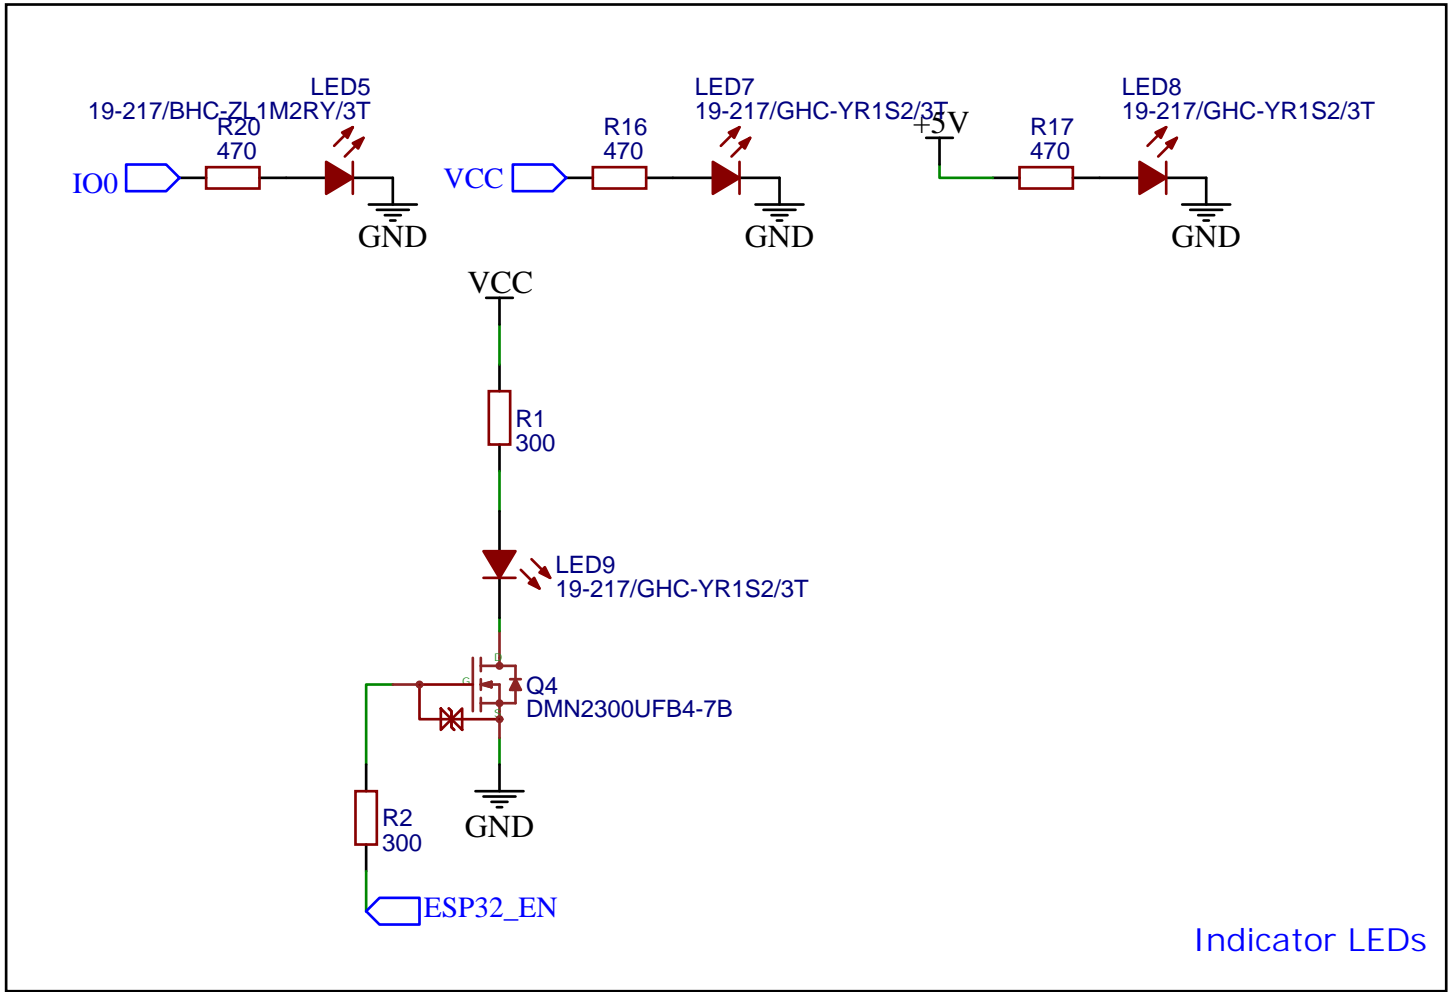 LED5
19-217/BHC-ZL1M2RY/3T
R20
470
IO0
GND
LED7
19-217/GHC-YR1S2/3T
R16
470
VCC
GND
LED8
19-217/GHC-YR1S2/3T
+5V
R17
470
GND
VCC
R1
300
LED9
19-217/GHC-YR1S2/3T
D
G
S
Q4
DMN2300UFB4-7B
GND
R2
300
ESP32_EN
Indicator LEDs